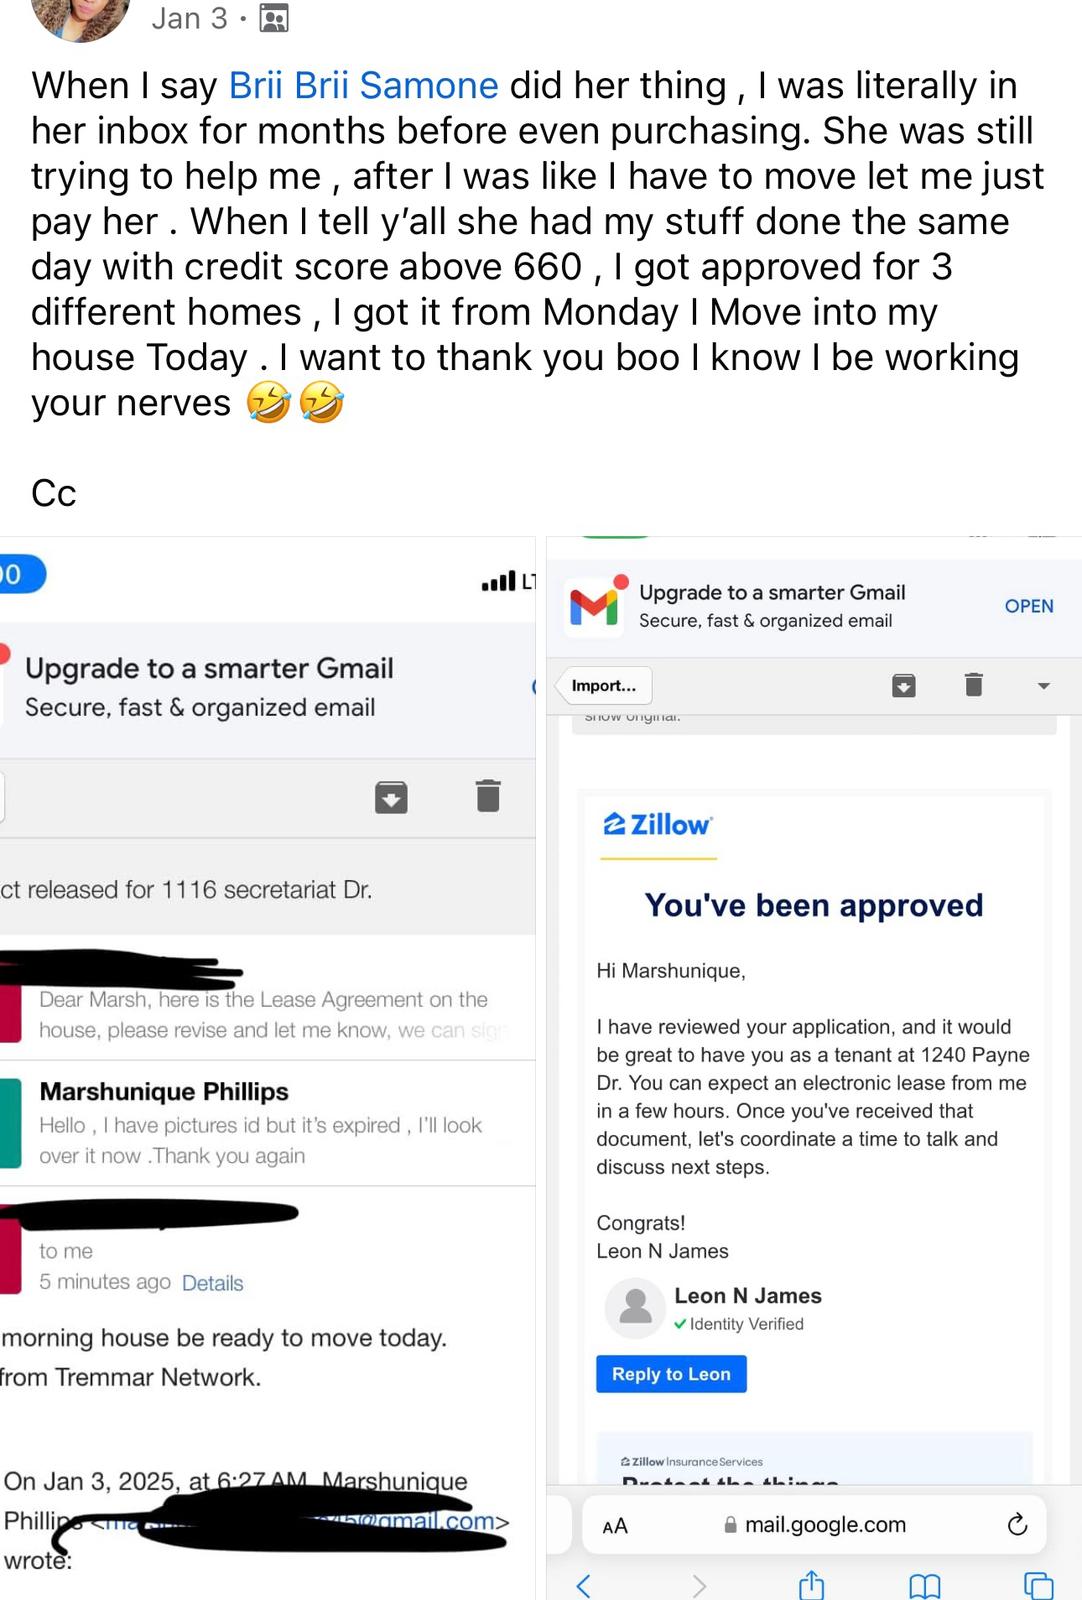 Jan 3 ·
When I say Brii Brii Samone did her thing , I was literally in
her inbox for months before even purchasing. She was still
trying to help me , after I was like I have to move let me just
pay her . When I tell y’all she had my stuff done the same
day with credit score above 660 , I got approved for 3
different homes , I got it from Monday I Move into my
house Today . I want to thank you boo I know I be working
your nerves 🤣🤣
Cc
Upgrade to a smarter Gmail
Secure, fast & organized email
ct released for 1116 secretariat Dr.
Dear Marsh, here is the Lease Agreement on the
house, please revise and let me know, we can sign
Marshunique Phillips
Hello , I have pictures id but it’s expired , I’ll look
over it now .Thank you again
to me
5 minutes ago Details
morning house be ready to move today.
from Tremmar Network.
On Jan 3, 2025, at 6:27 AM, Marshunique
Phillips
@gmail.com>
wrote:
Upgrade to a smarter Gmail
Secure, fast & organized email
OPEN
Import...
show original.
Zillow
You've been approved
Hi Marshunique,
I have reviewed your application, and it would
be great to have you as a tenant at 1240 Payne
Dr. You can expect an electronic lease from me
in a few hours. Once you've received that
document, let's coordinate a time to talk and
discuss next steps.
Congrats!
Leon N James
Leon N James
Identity Verified
Reply to Leon
Zillow Insurance Services
Protect the things
AA
mail.google.com